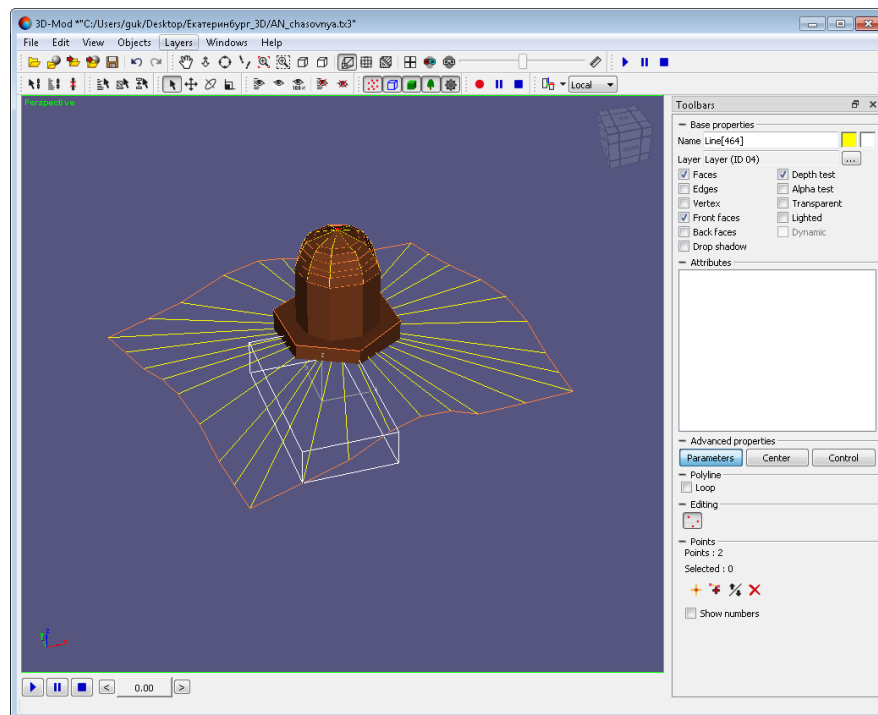 3D-Mod *"C:/Users/guk/Desktop/Екатеринбург_3D/AN_chasovnya.tx3"
File Edit View Objects Layers Windows Help
100%
Local
Perspective
Toolbars
Base properties
Name Line[464]
Layer Layer (ID 04) ...
Faces Depth test
Edges Alpha test
Vertex Transparent
Front faces Lighted
Back faces Dynamic
Drop shadow
Attributes
Advanced properties
Parameters Center Control
Polyline
Loop
Editing
Points
Points : 2
Selected : 0
Show numbers
< 0.00 >